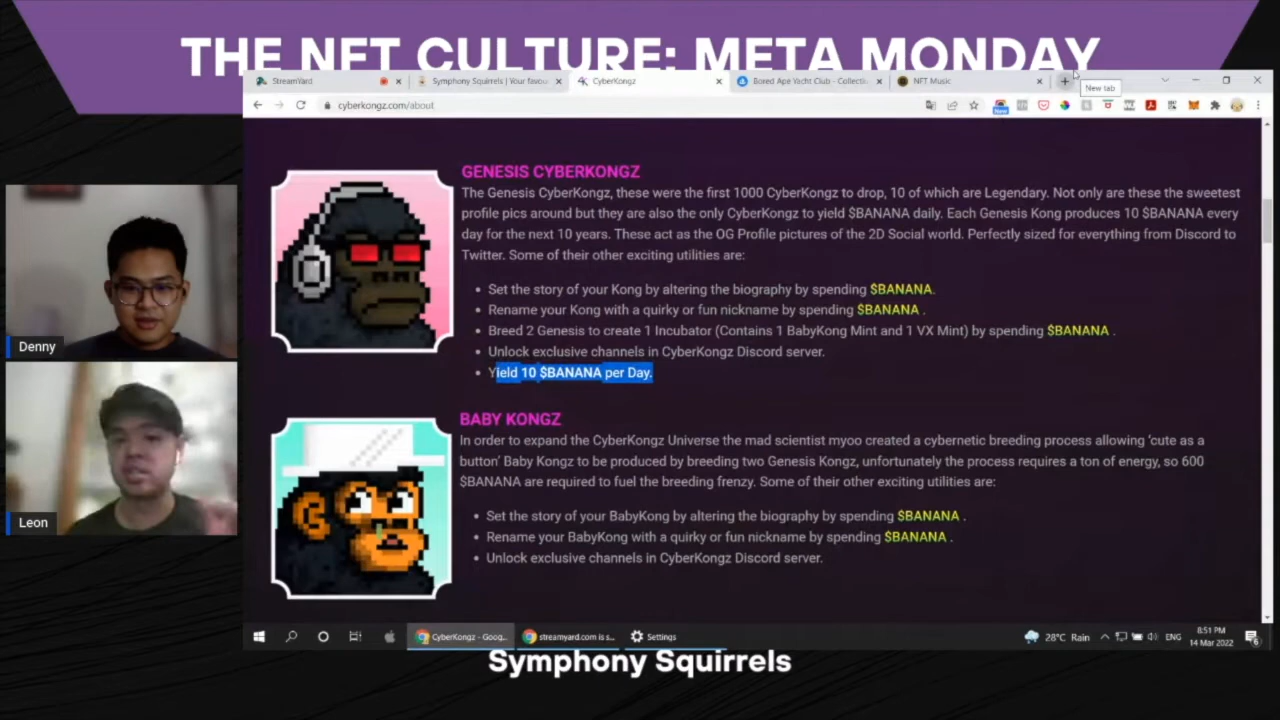 THE NFT CULTURE: META MONDAY
StreamYard
Symphony Squirrels | Your favou
CyberKongz
Bored Ape Yacht Club - Collecti
NFT Music
New tab
cyberkongz.com/about
GENESIS CYBERKONGZ
The Genesis CyberKongz, these were the first 1000 CyberKongz to drop, 10 of which are Legendary. Not only are these the sweetest
profile pics around but they are also the only CyberKongz to yield $BANANA daily. Each Genesis Kong produces 10 $BANANA every
day for the next 10 years. These act as the OG Profile pictures of the 2D Social world. Perfectly sized for everything from Discord to
Twitter. Some of their other exciting utilities are:
Set the story of your Kong by altering the biography by spending $BANANA.
Rename your Kong with a quirky or fun nickname by spending $BANANA .
Breed 2 Genesis to create 1 Incubator (Contains 1 BabyKong Mint and 1 VX Mint) by spending $BANANA .
Unlock exclusive channels in CyberKongz Discord server.
Yield 10 $BANANA per Day.
BABY KONGZ
In order to expand the CyberKongz Universe the mad scientist myoo created a cybernetic breeding process allowing ‘cute as a
button’ Baby Kongz to be produced by breeding two Genesis Kongz, unfortunately the process requires a ton of energy, so 600
$BANANA are required to fuel the breeding frenzy. Some of their other exciting utilities are:
Set the story of your BabyKong by altering the biography by spending $BANANA .
Rename your BabyKong with a quirky or fun nickname by spending $BANANA .
Unlock exclusive channels in CyberKongz Discord server.
Denny
Leon
CyberKongz - Goog...
streamyard.com is s...
Settings
28°C Rain
ENG
8:51 PM
14 Mar 2022
6
Symphony Squirrels